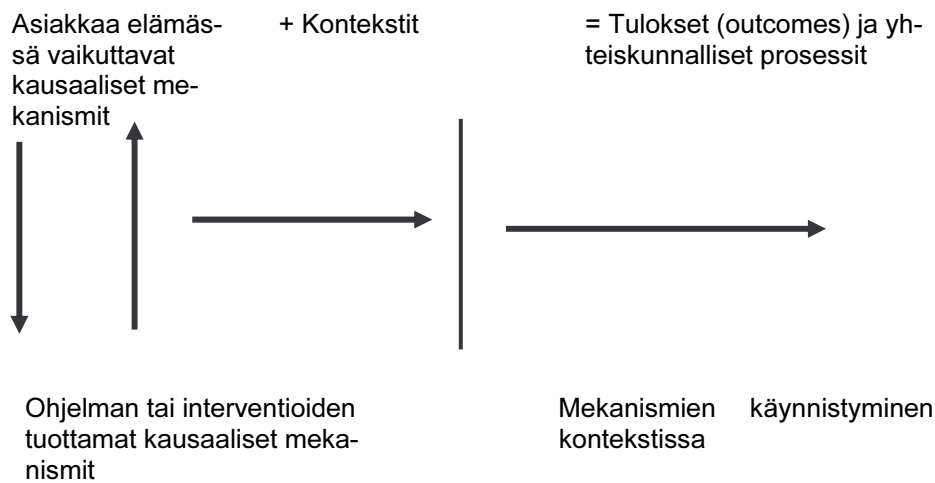 Asiakkaa elämäs-
sä vaikuttavat
kausaaliset me-
kanismit
+ Kontekstit
= Tulokset (outcomes) ja yh-
teiskunnalliset prosessit
Ohjelman tai interventioiden
tuottamat kausaaliset meka-
nismit
Mekanismien käynnistyminen
kontekstissa